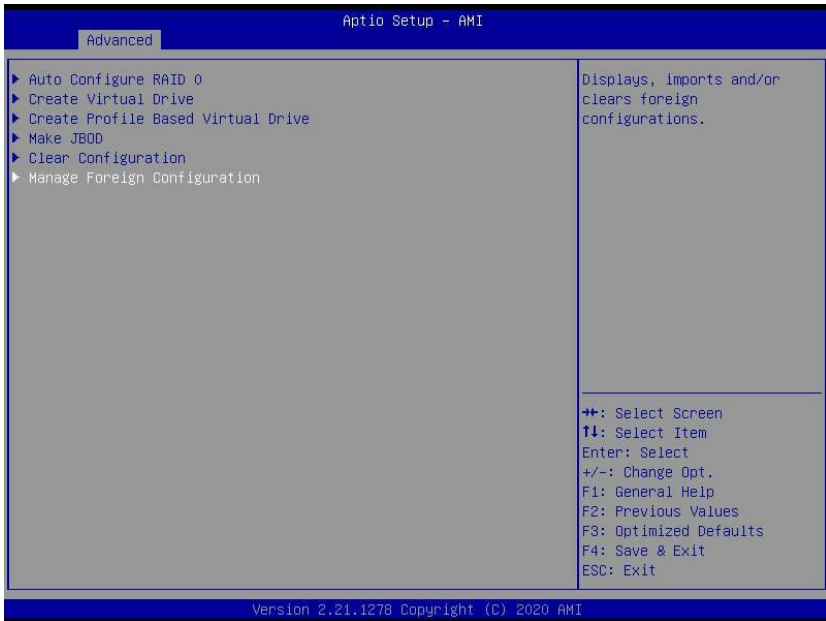 Aptio Setup – AMI
Advanced
Auto Configure RAID 0
Create Virtual Drive
Create Profile Based Virtual Drive
Make JBOD
Clear Configuration
Manage Foreign Configuration
Displays, imports and/or
clears foreign
configurations.
→←: Select Screen
↑↓: Select Item
Enter: Select
+/-: Change Opt.
F1: General Help
F2: Previous Values
F3: Optimized Defaults
F4: Save & Exit
ESC: Exit
Version 2.21.1278 Copyright (C) 2020 AMI